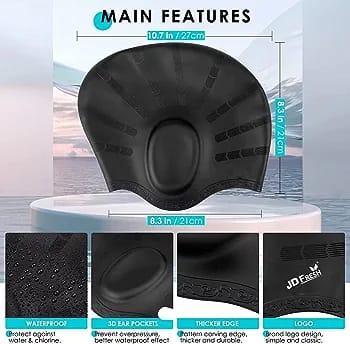 MAIN FEATURES
10.7 in / 27cm
8.3 in / 21cm
8.3 in / 21cm
JD FRESH
WATERPROOF
Protect against
water & chlorine.
3D EAR POCKETS
Prevent overpressure,
better waterproof effect.
THICKER EDGE
Pattern carving edge,
thicker and durable.
LOGO
Brand logo design,
simple and classic.